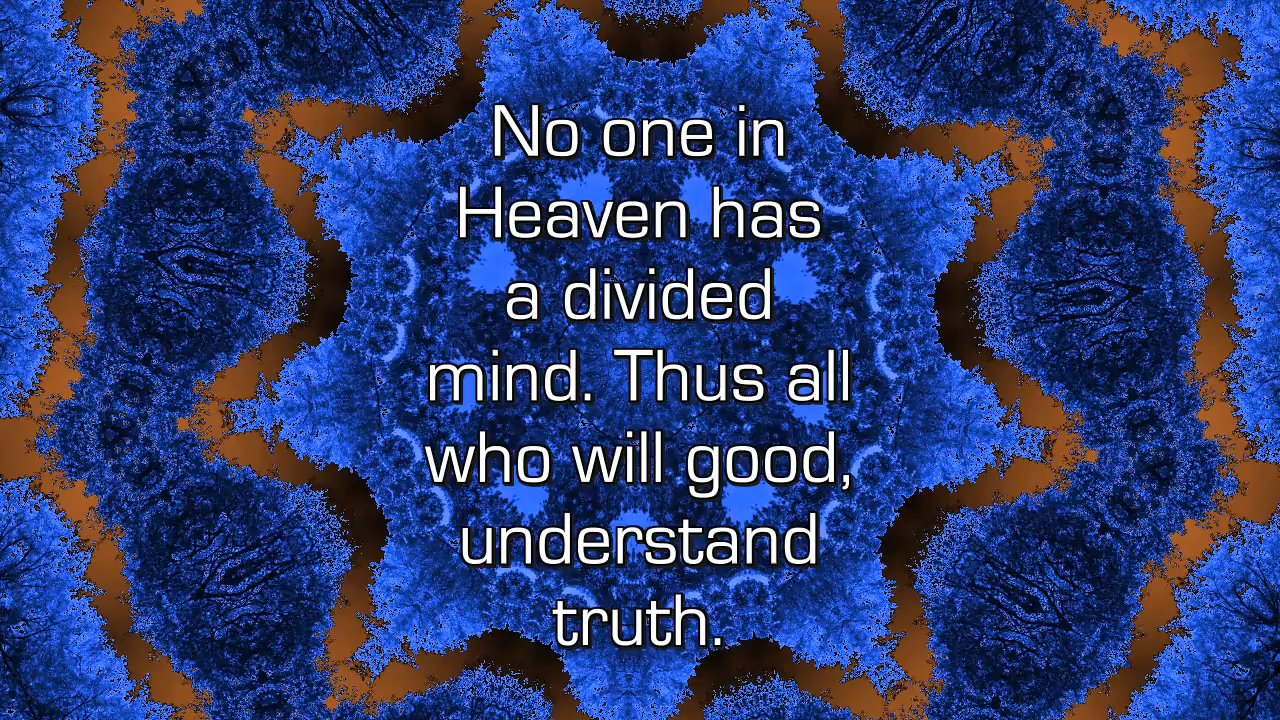 No one in
Heaven has
a divided
mind. Thus all
who will good,
understand
truth.